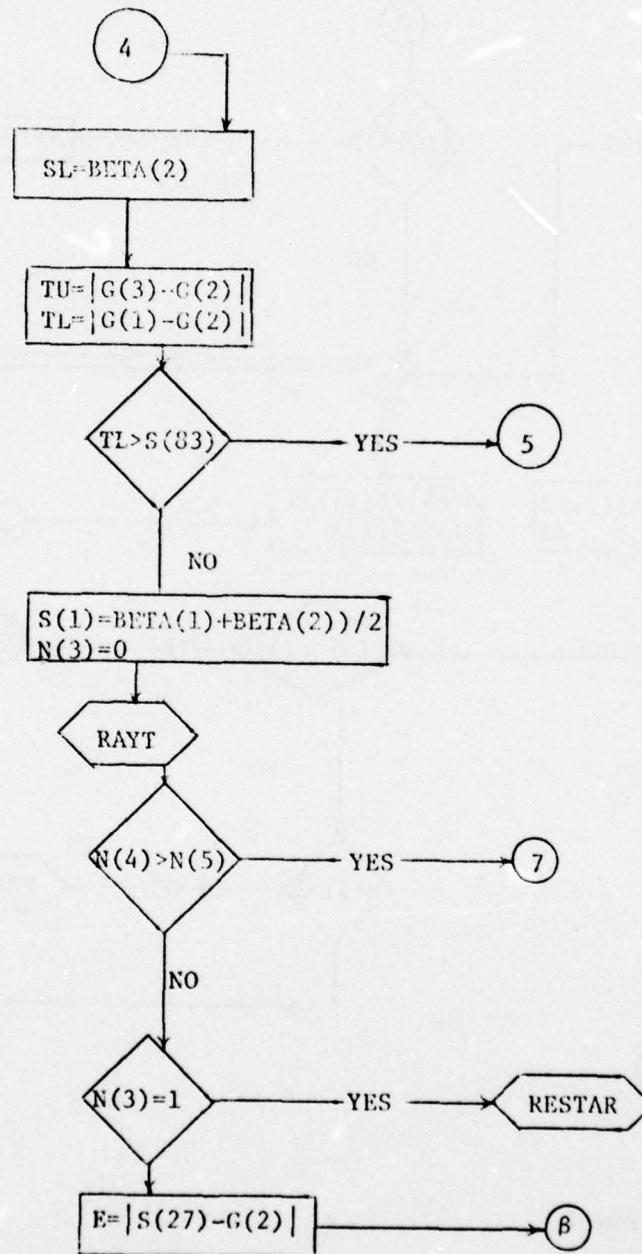 4
SL=BETA(2)
TU=|G(3)-G(2)|
TL=|G(1)-G(2)|
TL>S(83)
YES
5
NO
S(1)=BETA(1)+BETA(2))/2
N(3)=0
RAYT
N(4)>N(5)
YES
7
NO
N(3)=1
YES
RESTAR
E=|S(27)-G(2)|
β